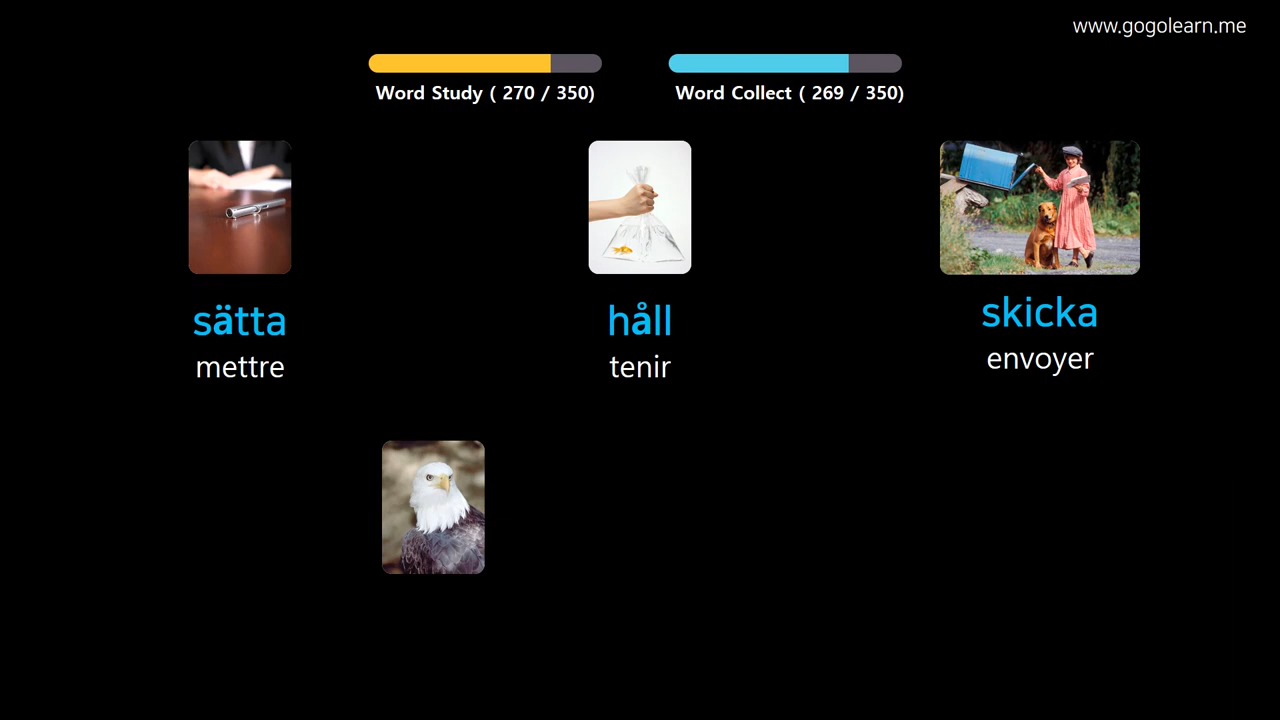 www.gogolearn.me
Word Study ( 270 / 350)
Word Collect ( 269 / 350)
sätta
mettre
håll
tenir
skicka
envoyer